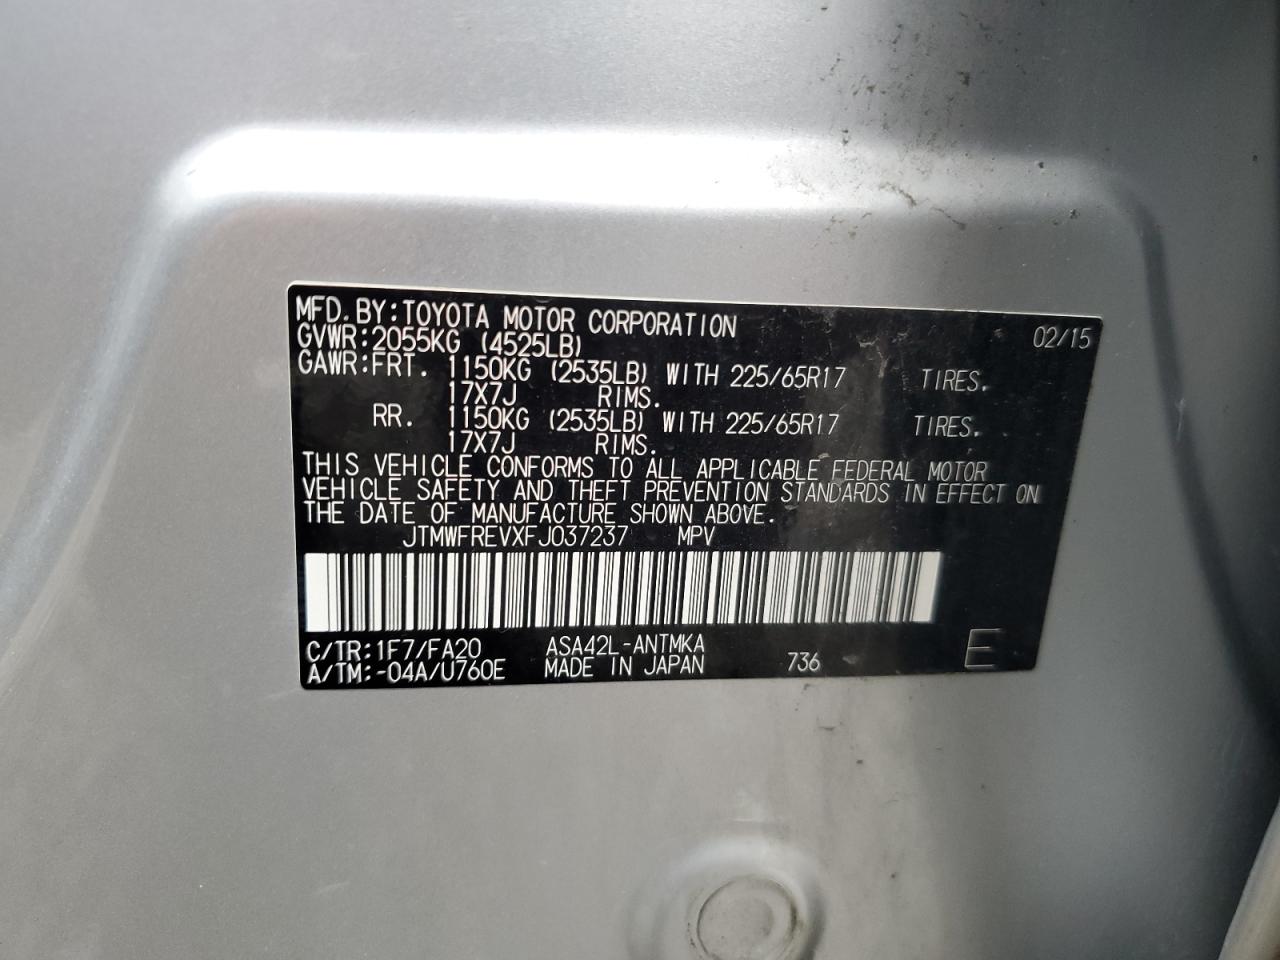 MFD. BY:TOYOTA MOTOR CORPORATION 02/15
GVWR:2055KG (4525LB)
GAWR:FRT. 1150KG (2535LB) WITH 225/65R17 TIRES.
17X7J RIMS.
RR. 1150KG (2535LB) WITH 225/65R17 TIRES.
17X7J RIMS.
THIS VEHICLE CONFORMS TO ALL APPLICABLE FEDERAL MOTOR
VEHICLE SAFETY AND THEFT PREVENTION STANDARDS IN EFFECT ON
THE DATE OF MANUFACTURE SHOWN ABOVE.
JTMWFREVXFJ037237 MPV
C/TR:1F7/FA20 ASA42L-ANTMKA
A/TM:-04A/U760E MADE IN JAPAN 736 E